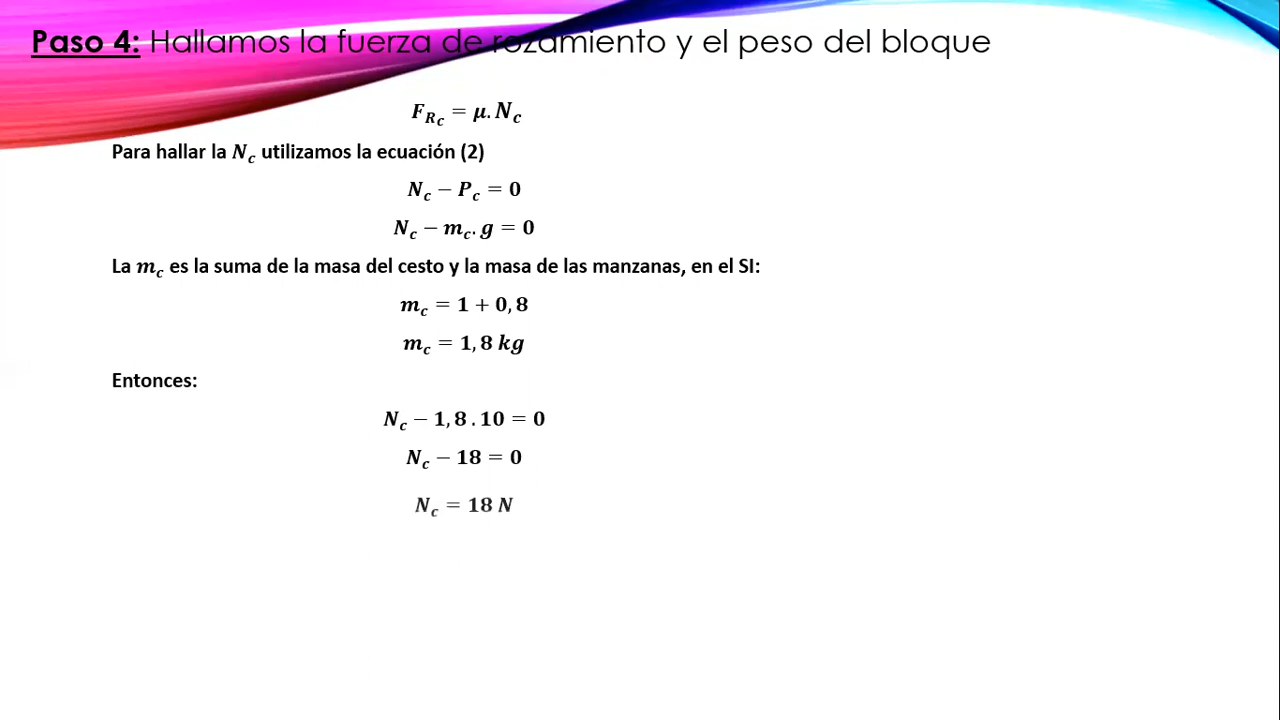 Paso 4: Hallamos la fuerza de rozamiento y el peso del bloque
F_{R_c} = μ. N_c
Para hallar la N_c utilizamos la ecuación (2)
N_c − P_c = 0
N_c − m_c. g = 0
La m_c es la suma de la masa del cesto y la masa de las manzanas, en el SI:
m_c = 1 + 0, 8
m_c = 1, 8 kg
Entonces:
N_c − 1, 8 . 10 = 0
N_c − 18 = 0
N_c = 18 N